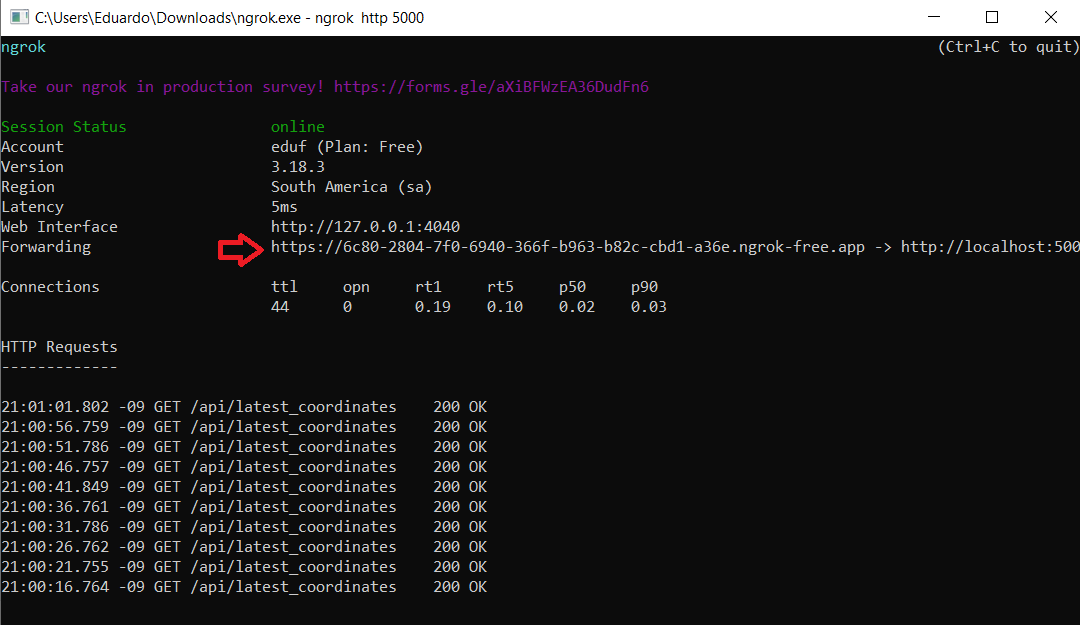 C:\Users\Eduardo\Downloads\ngrok.exe - ngrok http 5000
ngrok (Ctrl+C to quit)
Take our ngrok in production survey! https://forms.gle/aXiBFWzEA36DudFn6
Session Status online
Account eduf (Plan: Free)
Version 3.18.3
Region South America (sa)
Latency 5ms
Web Interface http://127.0.0.1:4040
Forwarding https://6c80-2804-7f0-6940-366f-b963-b82c-cbd1-a36e.ngrok-free.app -> http://localhost:500
Connections ttl opn rt1 rt5 p50 p90
44 0 0.19 0.10 0.02 0.03
HTTP Requests
-------------
21:01:01.802 -09 GET /api/latest_coordinates 200 OK
21:00:56.759 -09 GET /api/latest_coordinates 200 OK
21:00:51.786 -09 GET /api/latest_coordinates 200 OK
21:00:46.757 -09 GET /api/latest_coordinates 200 OK
21:00:41.849 -09 GET /api/latest_coordinates 200 OK
21:00:36.761 -09 GET /api/latest_coordinates 200 OK
21:00:31.786 -09 GET /api/latest_coordinates 200 OK
21:00:26.762 -09 GET /api/latest_coordinates 200 OK
21:00:21.755 -09 GET /api/latest_coordinates 200 OK
21:00:16.764 -09 GET /api/latest_coordinates 200 OK